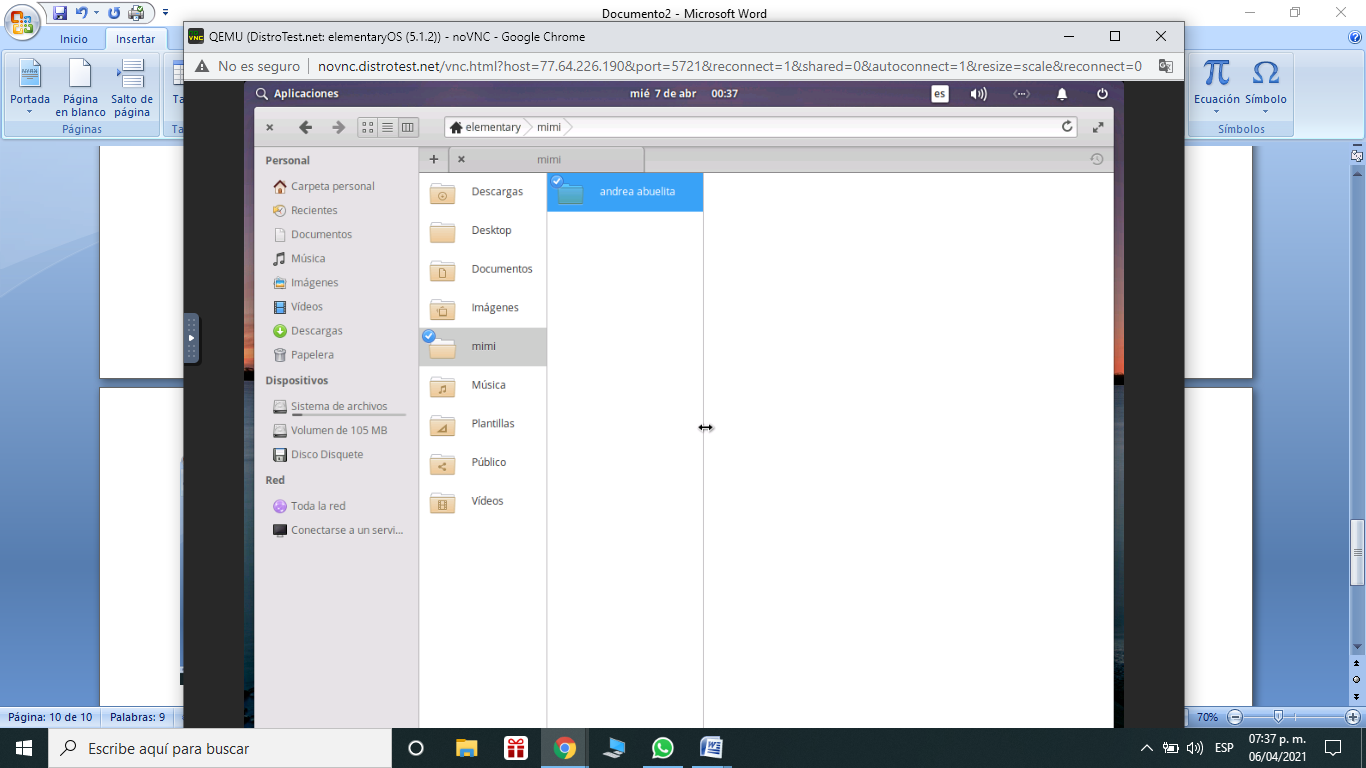 Documento2 - Microsoft Word
Inicio
Insertar
Portada
Página en blanco
Salto de página
Páginas
Ta
Ta
Ecuación
Símbolo
Símbolos
QEMU (DistroTest.net: elementaryOS (5.1.2)) - noVNC - Google Chrome
No es seguro
novnc.distrotest.net/vnc.html?host=77.64.226.190&port=5721&reconnect=1&shared=0&autoconnect=1&resize=scale&reconnect=0
Aplicaciones
mié 7 de abr 00:37
es
elementary
mimi
mimi
Personal
Carpeta personal
Recientes
Documentos
Música
Imágenes
Vídeos
Descargas
Papelera
Dispositivos
Sistema de archivos
Volumen de 105 MB
Disco Disquete
Red
Toda la red
Conectarse a un servi...
Descargas
Desktop
Documentos
Imágenes
mimi
Música
Plantillas
Público
Vídeos
andrea abuelita
Página: 10 de 10
Palabras: 9
70%
Escribe aquí para buscar
ESP
07:37 p. m.
06/04/2021